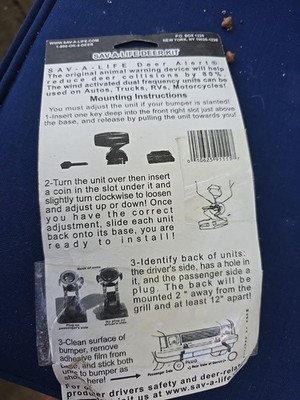 WWW.SAV-A-LIFE.COM
1-800-OK-4-DEER
P.O. BOX 1226
NEW YORK, NY
SAV-A-LIFE DEER KIT
SAV-A-LIFE Deer Alert®
The original animal warning device will help
reduce deer collisions by 80%.
The wind activated dual frequency units can be
used on Autos, Trucks, RVs, Motorcycles!
Mounting Instructions
You must adjust the unit if your bumper is slanted!
1-Insert one key deep into the front right slot just above
the base, and release by pulling the unit towards you!
2-Turn the unit over then insert
a coin in the slot under it and
slightly turn clockwise to loosen
and adjust up or down! Once
you have the correct
adjustment, slide each unit
back onto its base, you are
ready to install!
3-Identify back of units:
the driver's side, has a hole in
it, and the passenger side a
plug. The back will be
mounted 2 " away from the
grill and at least 12" apart!
3-Clean surface of
bumper, remove
adhesive film from
base, and stick both
units to bumper as
show here!
Plug
drivers safety and deer-rela
it us at www.sav-a-life